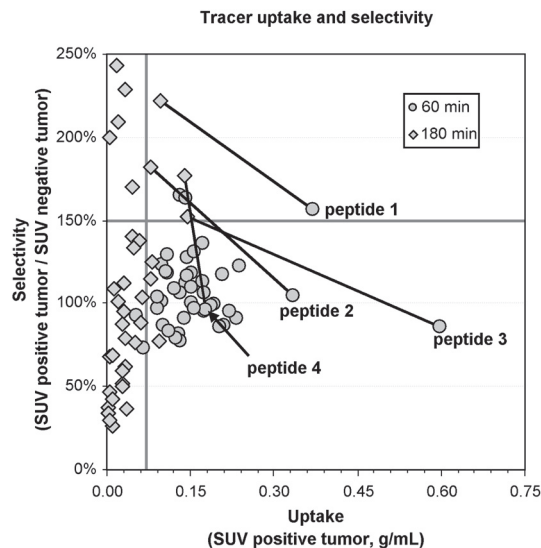 Tracer uptake and selectivity
250%
200%
150%
100%
50%
0%
Selectivity
(SUV positive tumor / SUV negative tumor)
60 min
180 min
peptide 1
peptide 2
peptide 3
peptide 4
0.00 0.15 0.30 0.45 0.60 0.75
Uptake
(SUV positive tumor, g/mL)